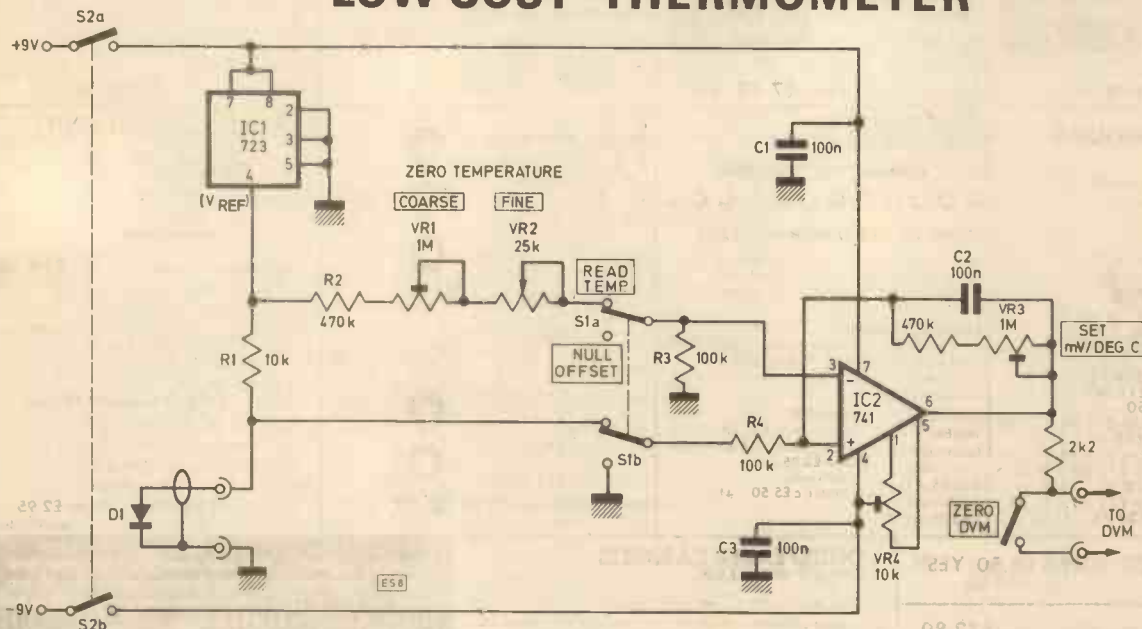 LOW COST THERMOMETER
S2a
+9V
7 8
2
IC1
723
3
5
4
(V REF)
ZERO TEMPERATURE
COARSE
FINE
VR1
1M
VR2
25k
R2
470k
READ
TEMP
S1a
NULL
OFFSET
R1
10k
R3
100k
C1
100n
C2
100n
VR3
1M
470k
SET
mV/DEG C
3
7
-
IC2
741
6
5
+
1
2
4
R4
100k
S1b
2k2
D1
C3
100n
VR4
10k
ZERO
DVM
TO
DVM
ES8
-9V
S2b